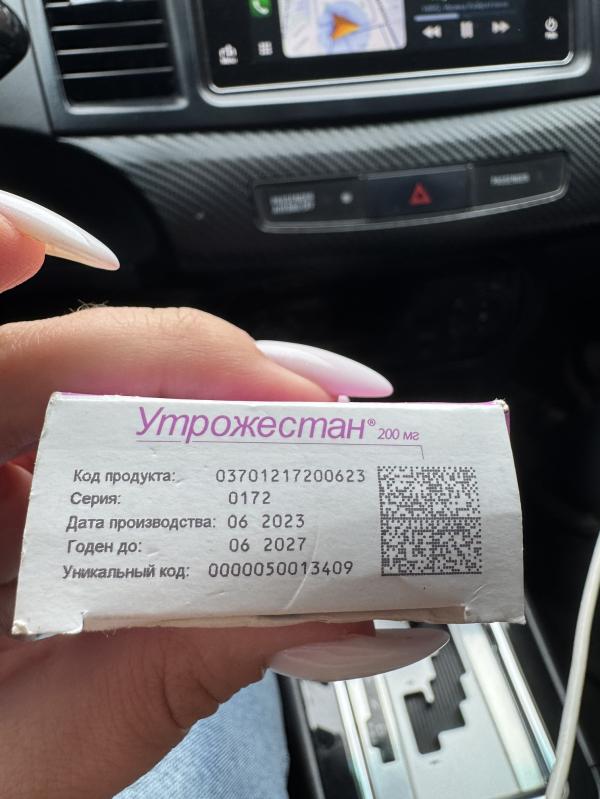 Утрожестан® 200 мг
Код продукта: 03701217200623
Серия: 0172
Дата производства: 06 2023
Годен до: 06 2027
Уникальный код: 0000050013409